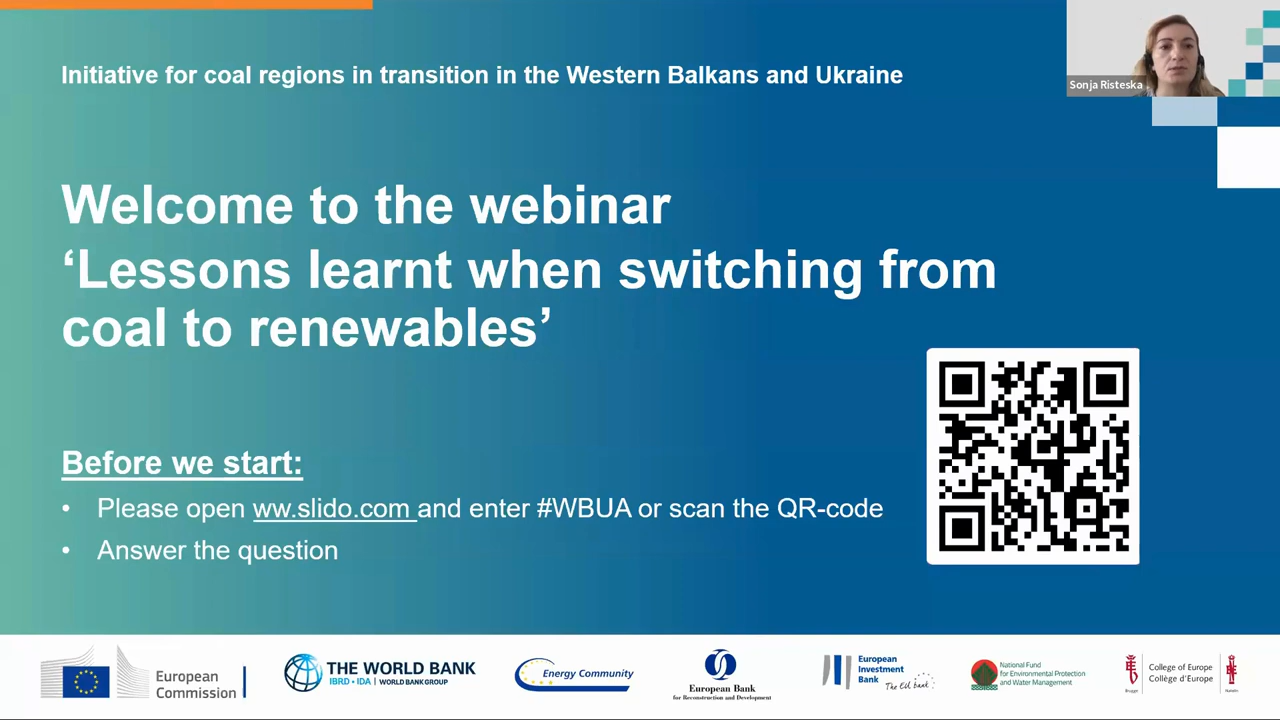 Initiative for coal regions in transition in the Western Balkans and Ukraine
Sonja Risteska
Welcome to the webinar
‘Lessons learnt when switching from
coal to renewables’
Before we start:
• Please open ww.slido.com and enter #WBUA or scan the QR-code
• Answer the question
European
Commission
THE WORLD BANK
IBRD • IDA | WORLD BANK GROUP
Energy Community
European Bank
for Reconstruction and Development
European
Investment
Bank
The EU bank
National Fund
for Environmental Protection
and Water Management
College of Europe
Collège d'Europe
Brugge
Natolin